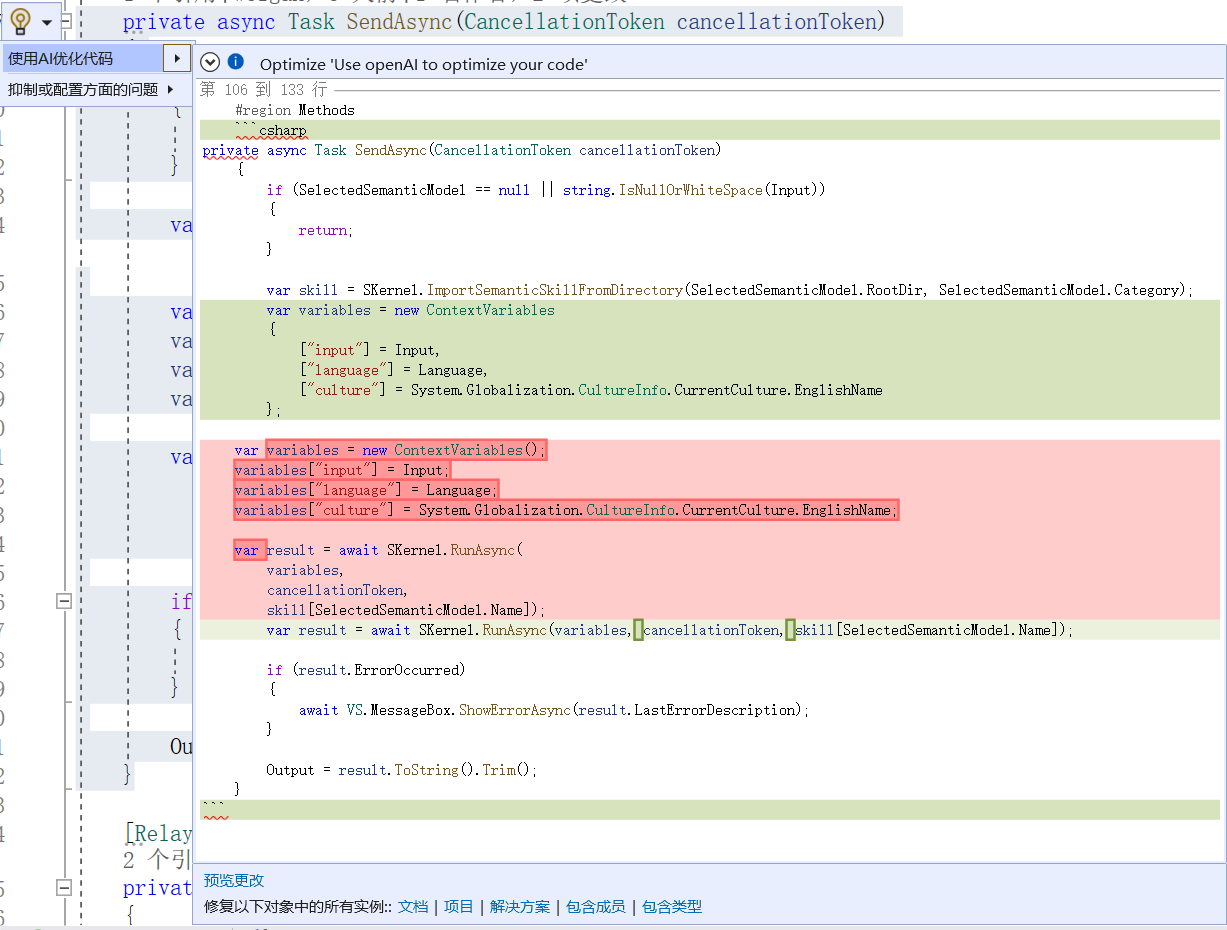 private async Task SendAsync(CancellationToken cancellationToken)
使用AI优化代码
抑制或配置方面的问题
Optimize 'Use openAI to optimize your code'
第 106 到 133 行
#region Methods
```csharp
private async Task SendAsync(CancellationToken cancellationToken)
{
if (SelectedSemanticModel == null || string.IsNullOrWhiteSpace(Input))
{
return;
}
var skill = SKernel.ImportSemanticSkillFromDirectory(SelectedSemanticModel.RootDir, SelectedSemanticModel.Category);
var variables = new ContextVariables
{
["input"] = Input,
["language"] = Language,
["culture"] = System.Globalization.CultureInfo.CurrentCulture.EnglishName
};
var variables = new ContextVariables();
variables["input"] = Input;
variables["language"] = Language;
variables["culture"] = System.Globalization.CultureInfo.CurrentCulture.EnglishName;
var result = await SKernel.RunAsync(
variables,
cancellationToken,
skill[SelectedSemanticModel.Name]);
var result = await SKernel.RunAsync(variables, cancellationToken, skill[SelectedSemanticModel.Name]);
if (result.ErrorOccurred)
{
await VS.MessageBox.ShowErrorAsync(result.LastErrorDescription);
}
Output = result.ToString().Trim();
}
```
预览更改
修复以下对象中的所有实例:: 文档 | 项目 | 解决方案 | 包含成员 | 包含类型
{
}
va
va
va
va
va
va
if
{
}
Ou
}
[Relay
2 个引
privat
{